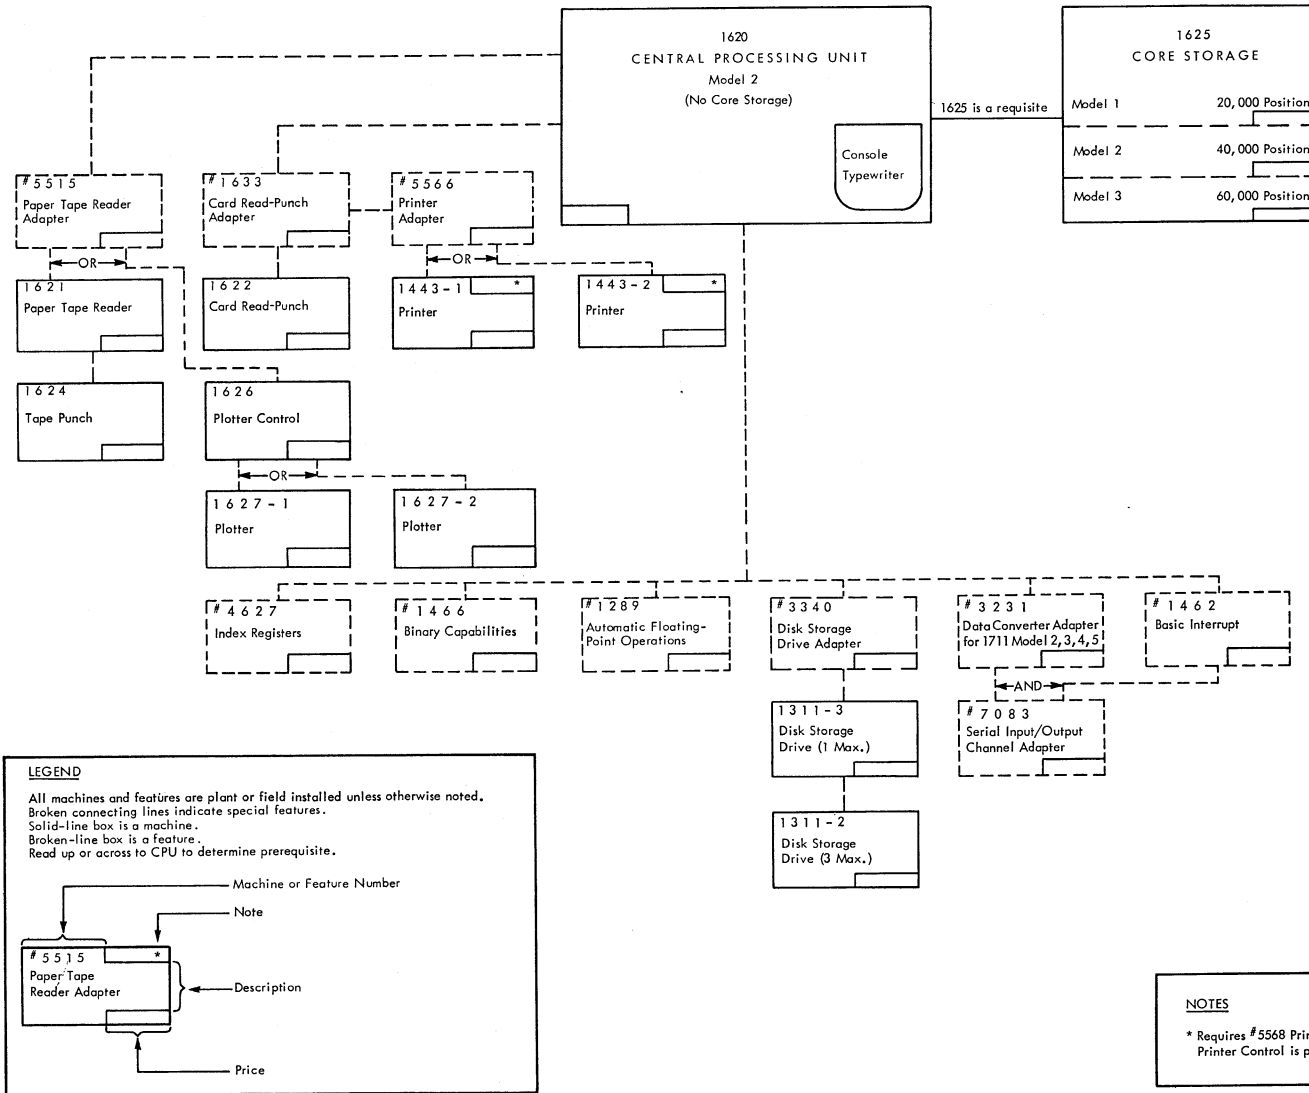 1620
CENTRAL PROCESSING UNIT
Model 2
(No Core Storage)
Console
Typewriter
1625 is a requisite
1625
CORE STORAGE
Model 1 20,000 Position
Model 2 40,000 Position
Model 3 60,000 Position
#5515
Paper Tape Reader
Adapter
#1633
Card Read-Punch
Adapter
#5566
Printer
Adapter
OR
OR
1621
Paper Tape Reader
1622
Card Read-Punch
1443-1 *
Printer
1443-2 *
Printer
1624
Tape Punch
1626
Plotter Control
OR
1627-1
Plotter
1627-2
Plotter
#4627
Index Registers
#1466
Binary Capabilities
#1289
Automatic Floating-
Point Operations
#3340
Disk Storage
Drive Adapter
#3231
Data Converter Adapter
for 1711 Model 2,3,4,5
#1462
Basic Interrupt
AND
1311-3
Disk Storage
Drive (1 Max.)
#7083
Serial Input/Output
Channel Adapter
1311-2
Disk Storage
Drive (3 Max.)
LEGEND
All machines and features are plant or field installed unless otherwise noted.
Broken connecting lines indicate special features.
Solid-line box is a machine.
Broken-line box is a feature.
Read up or across to CPU to determine prerequisite.
Machine or Feature Number
Note
#5515 *
Paper Tape
Reader Adapter
Description
Price
NOTES
* Requires #5568 Prin
Printer Control is p